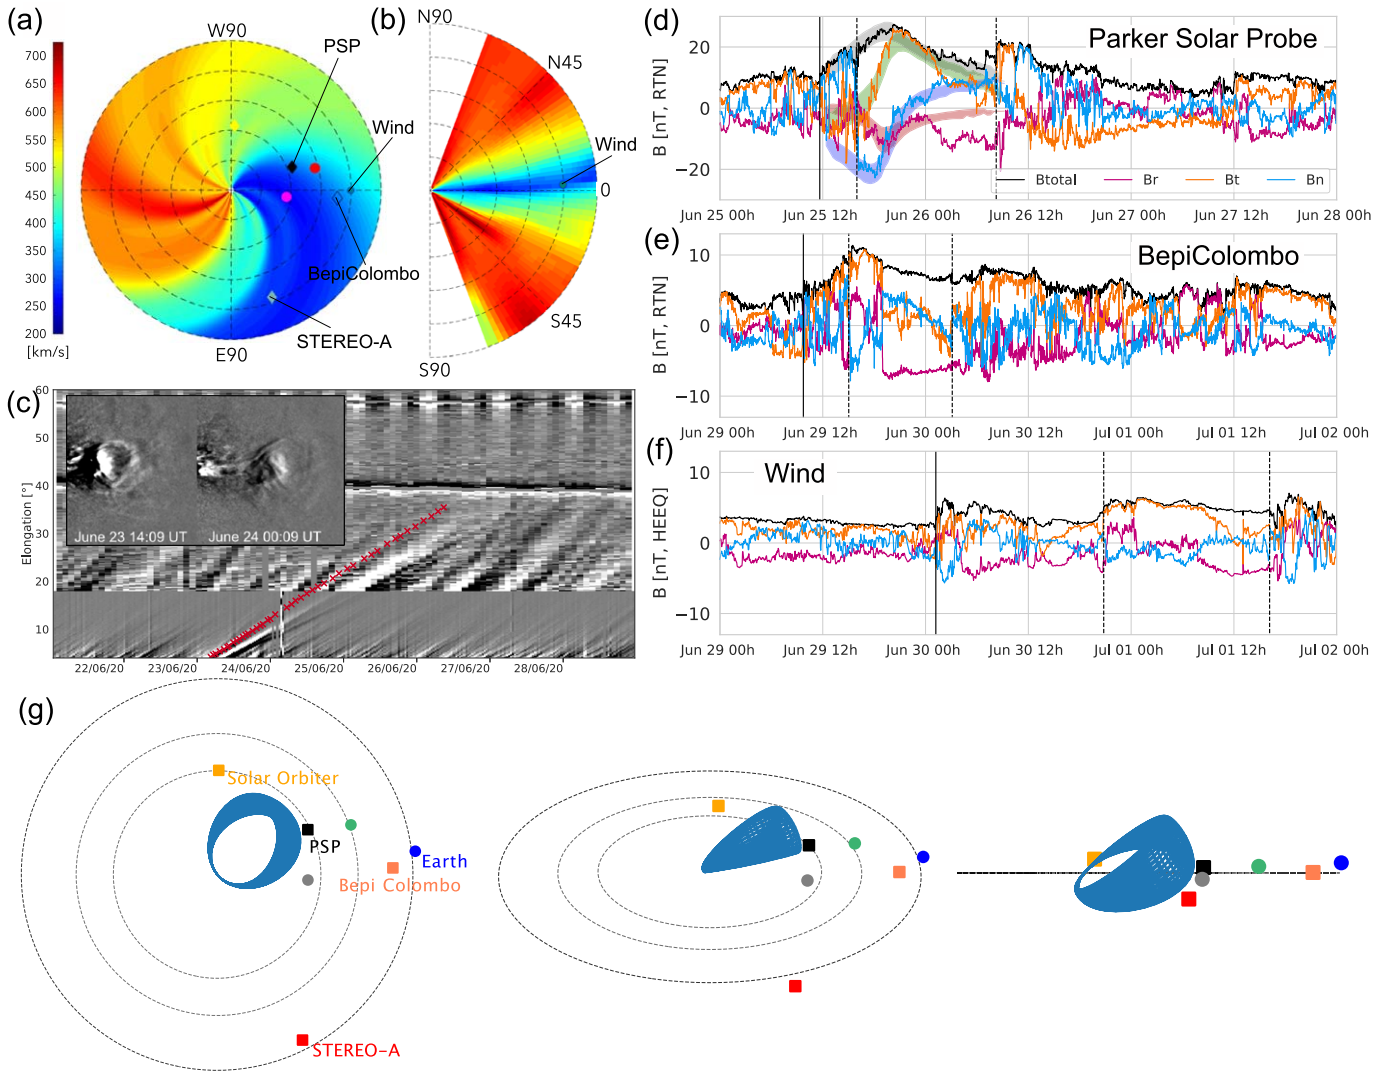 (a)
W90
PSP
Wind
BepiColombo
STEREO-A
E90
700
650
600
550
500
450
400
350
300
250
200
[km/s]
(b)
N90
N45
Wind
0
S45
S90
(c)
60
50
40
30
20
10
Elongation [°]
June 23 14:09 UT
June 24 00:09 UT
22/06/20
23/06/20
24/06/20
25/06/20
26/06/20
27/06/20
28/06/20
(d)
Parker Solar Probe
B [nT, RTN]
20
0
−20
Btotal
Br
Bt
Bn
Jun 25 00h
Jun 25 12h
Jun 26 00h
Jun 26 12h
Jun 27 00h
Jun 27 12h
Jun 28 00h
(e)
BepiColombo
B [nT, RTN]
10
0
−10
Jun 29 00h
Jun 29 12h
Jun 30 00h
Jun 30 12h
Jul 01 00h
Jul 01 12h
Jul 02 00h
(f)
Wind
B [nT, HEEQ]
10
0
−10
Jun 29 00h
Jun 29 12h
Jun 30 00h
Jun 30 12h
Jul 01 00h
Jul 01 12h
Jul 02 00h
(g)
Solar Orbiter
PSP
Earth
Bepi Colombo
STEREO−A